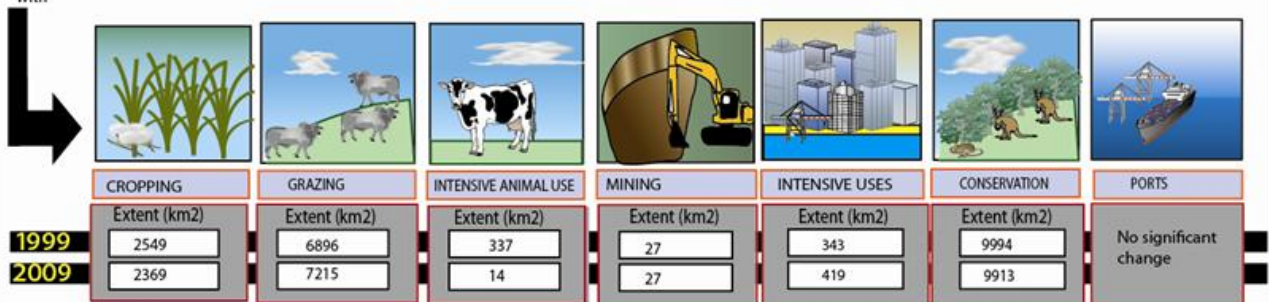 CROPPING GRAZING INTENSIVE ANIMAL USE MINING INTENSIVE USES CONSERVATION PORTS
Extent (km2) Extent (km2) Extent (km2) Extent (km2) Extent (km2) Extent (km2) No significant change
1999 2549 6896 337 27 343 9994
2009 2369 7215 14 27 419 9913